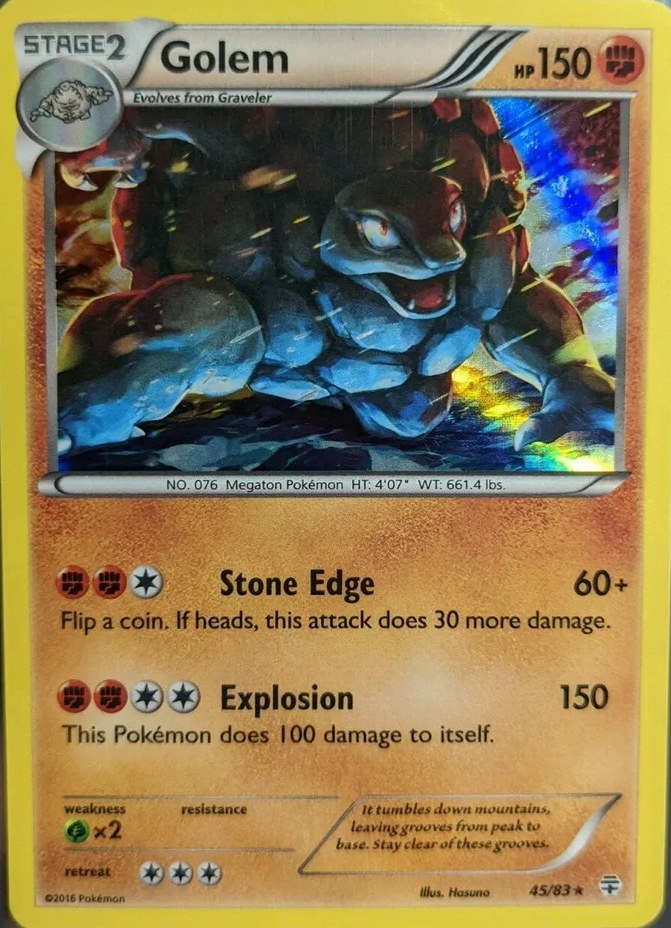 STAGE2 Golem HP 150
Evolves from Graveler
NO. 076 Megaton Pokémon HT: 4'07" WT: 661.4 lbs.
Stone Edge 60+
Flip a coin. If heads, this attack does 30 more damage.
Explosion 150
This Pokémon does 100 damage to itself.
weakness resistance
×2
retreat
It tumbles down mountains,
leaving grooves from peak to
base. Stay clear of these grooves.
©2016 Pokémon
Illus. Hasuno 45/83